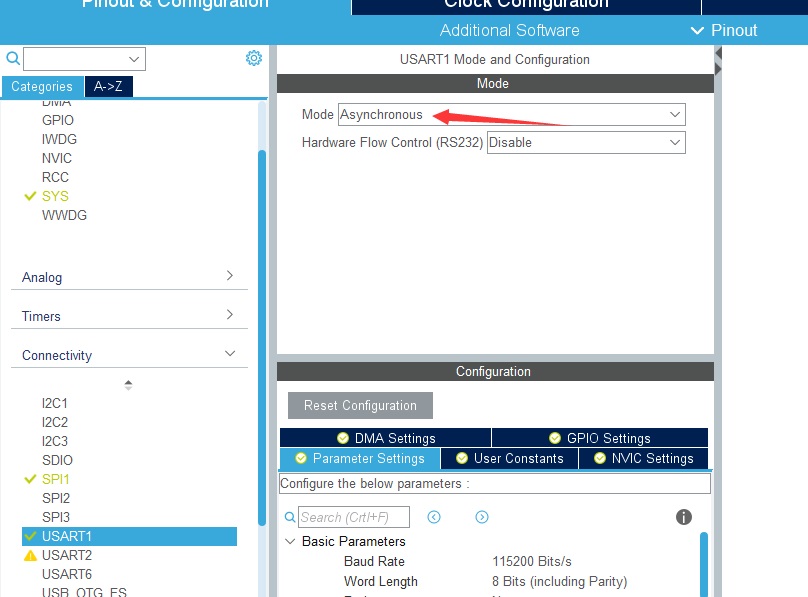 Pinout & Configuration
Clock Configuration
Additional Software
Pinout
Categories
A->Z
DMA
GPIO
IWDG
NVIC
RCC
SYS
WWDG
Analog
Timers
Connectivity
I2C1
I2C2
I2C3
SDIO
SPI1
SPI2
SPI3
USART1
USART2
USART6
USB_OTG_FS
USART1 Mode and Configuration
Mode
Mode Asynchronous
Hardware Flow Control (RS232) Disable
Configuration
Reset Configuration
DMA Settings
GPIO Settings
Parameter Settings
User Constants
NVIC Settings
Configure the below parameters :
Search (Crtl+F)
Basic Parameters
Baud Rate 115200 Bits/s
Word Length 8 Bits (including Parity)